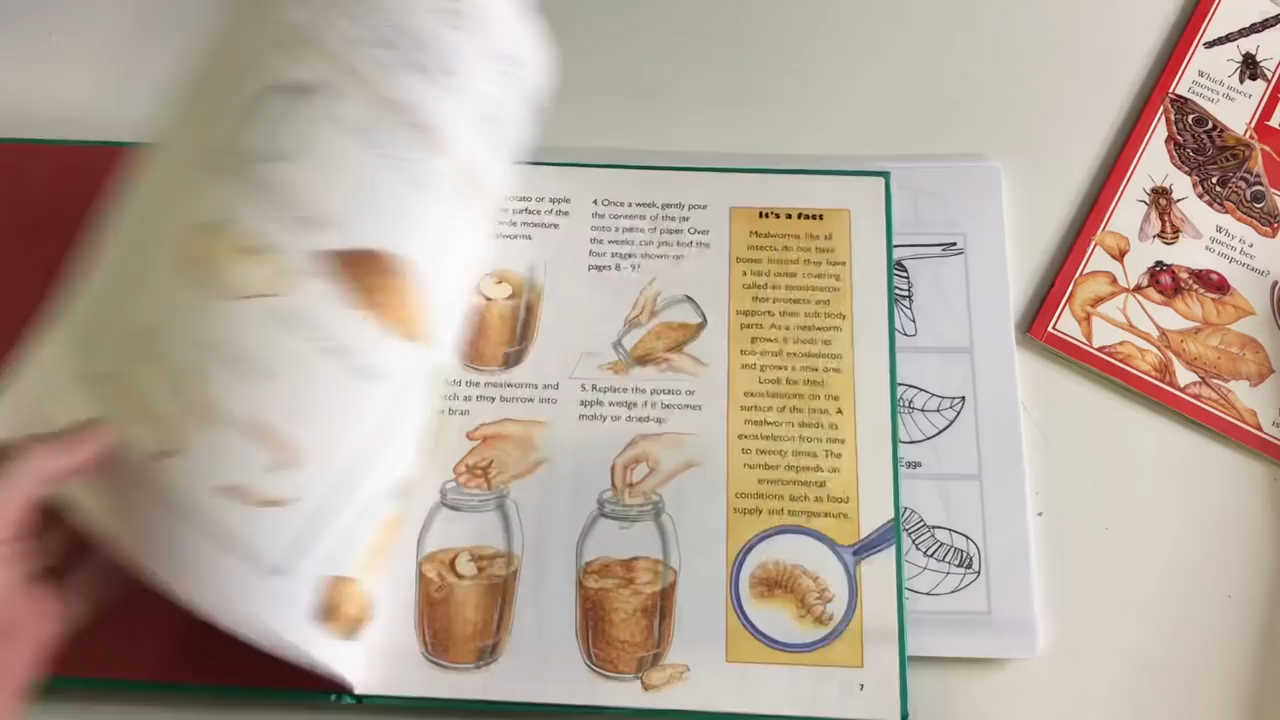 potato or apple
surface of the
moisture
4. Once a week, gently pour
the contents of the jar
onto a piece of paper. Over
the weeks, can you find the
four stages shown on
pages 8-9?
Add the mealworms and
as they burrow into
bran
5. Replace the potato or
apple wedge if it becomes
moldy or dried-up.
It's a fact
Mealworms, like all
insects, do not have
bones. Instead they have
a hard outer covering,
called an exoskeleton
that protects and
supports their soft body
parts. As a mealworm
grows, it sheds its
too-small exoskeleton
and grows a new one.
Look for shed
exoskeletons on the
surface of the bran. A
mealworm sheds its
exoskeleton from nine
to twenty times. The
number depends on
environmental
conditions such as food
supply and temperature.
7
Eggs
Which insect
moves the
fastest?
Why is a
queen bee
so important?